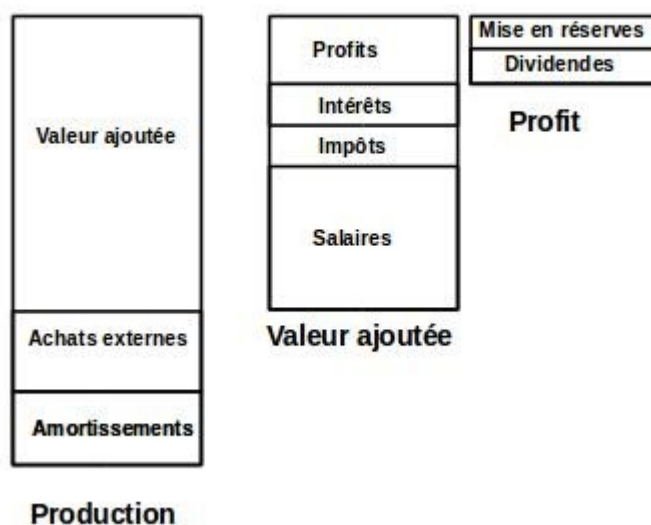 Valeur ajoutée
Achats externes
Amortissements
Production
Profits
Intérêts
Impôts
Salaires
Valeur ajoutée
Mise en réserves
Dividendes
Profit